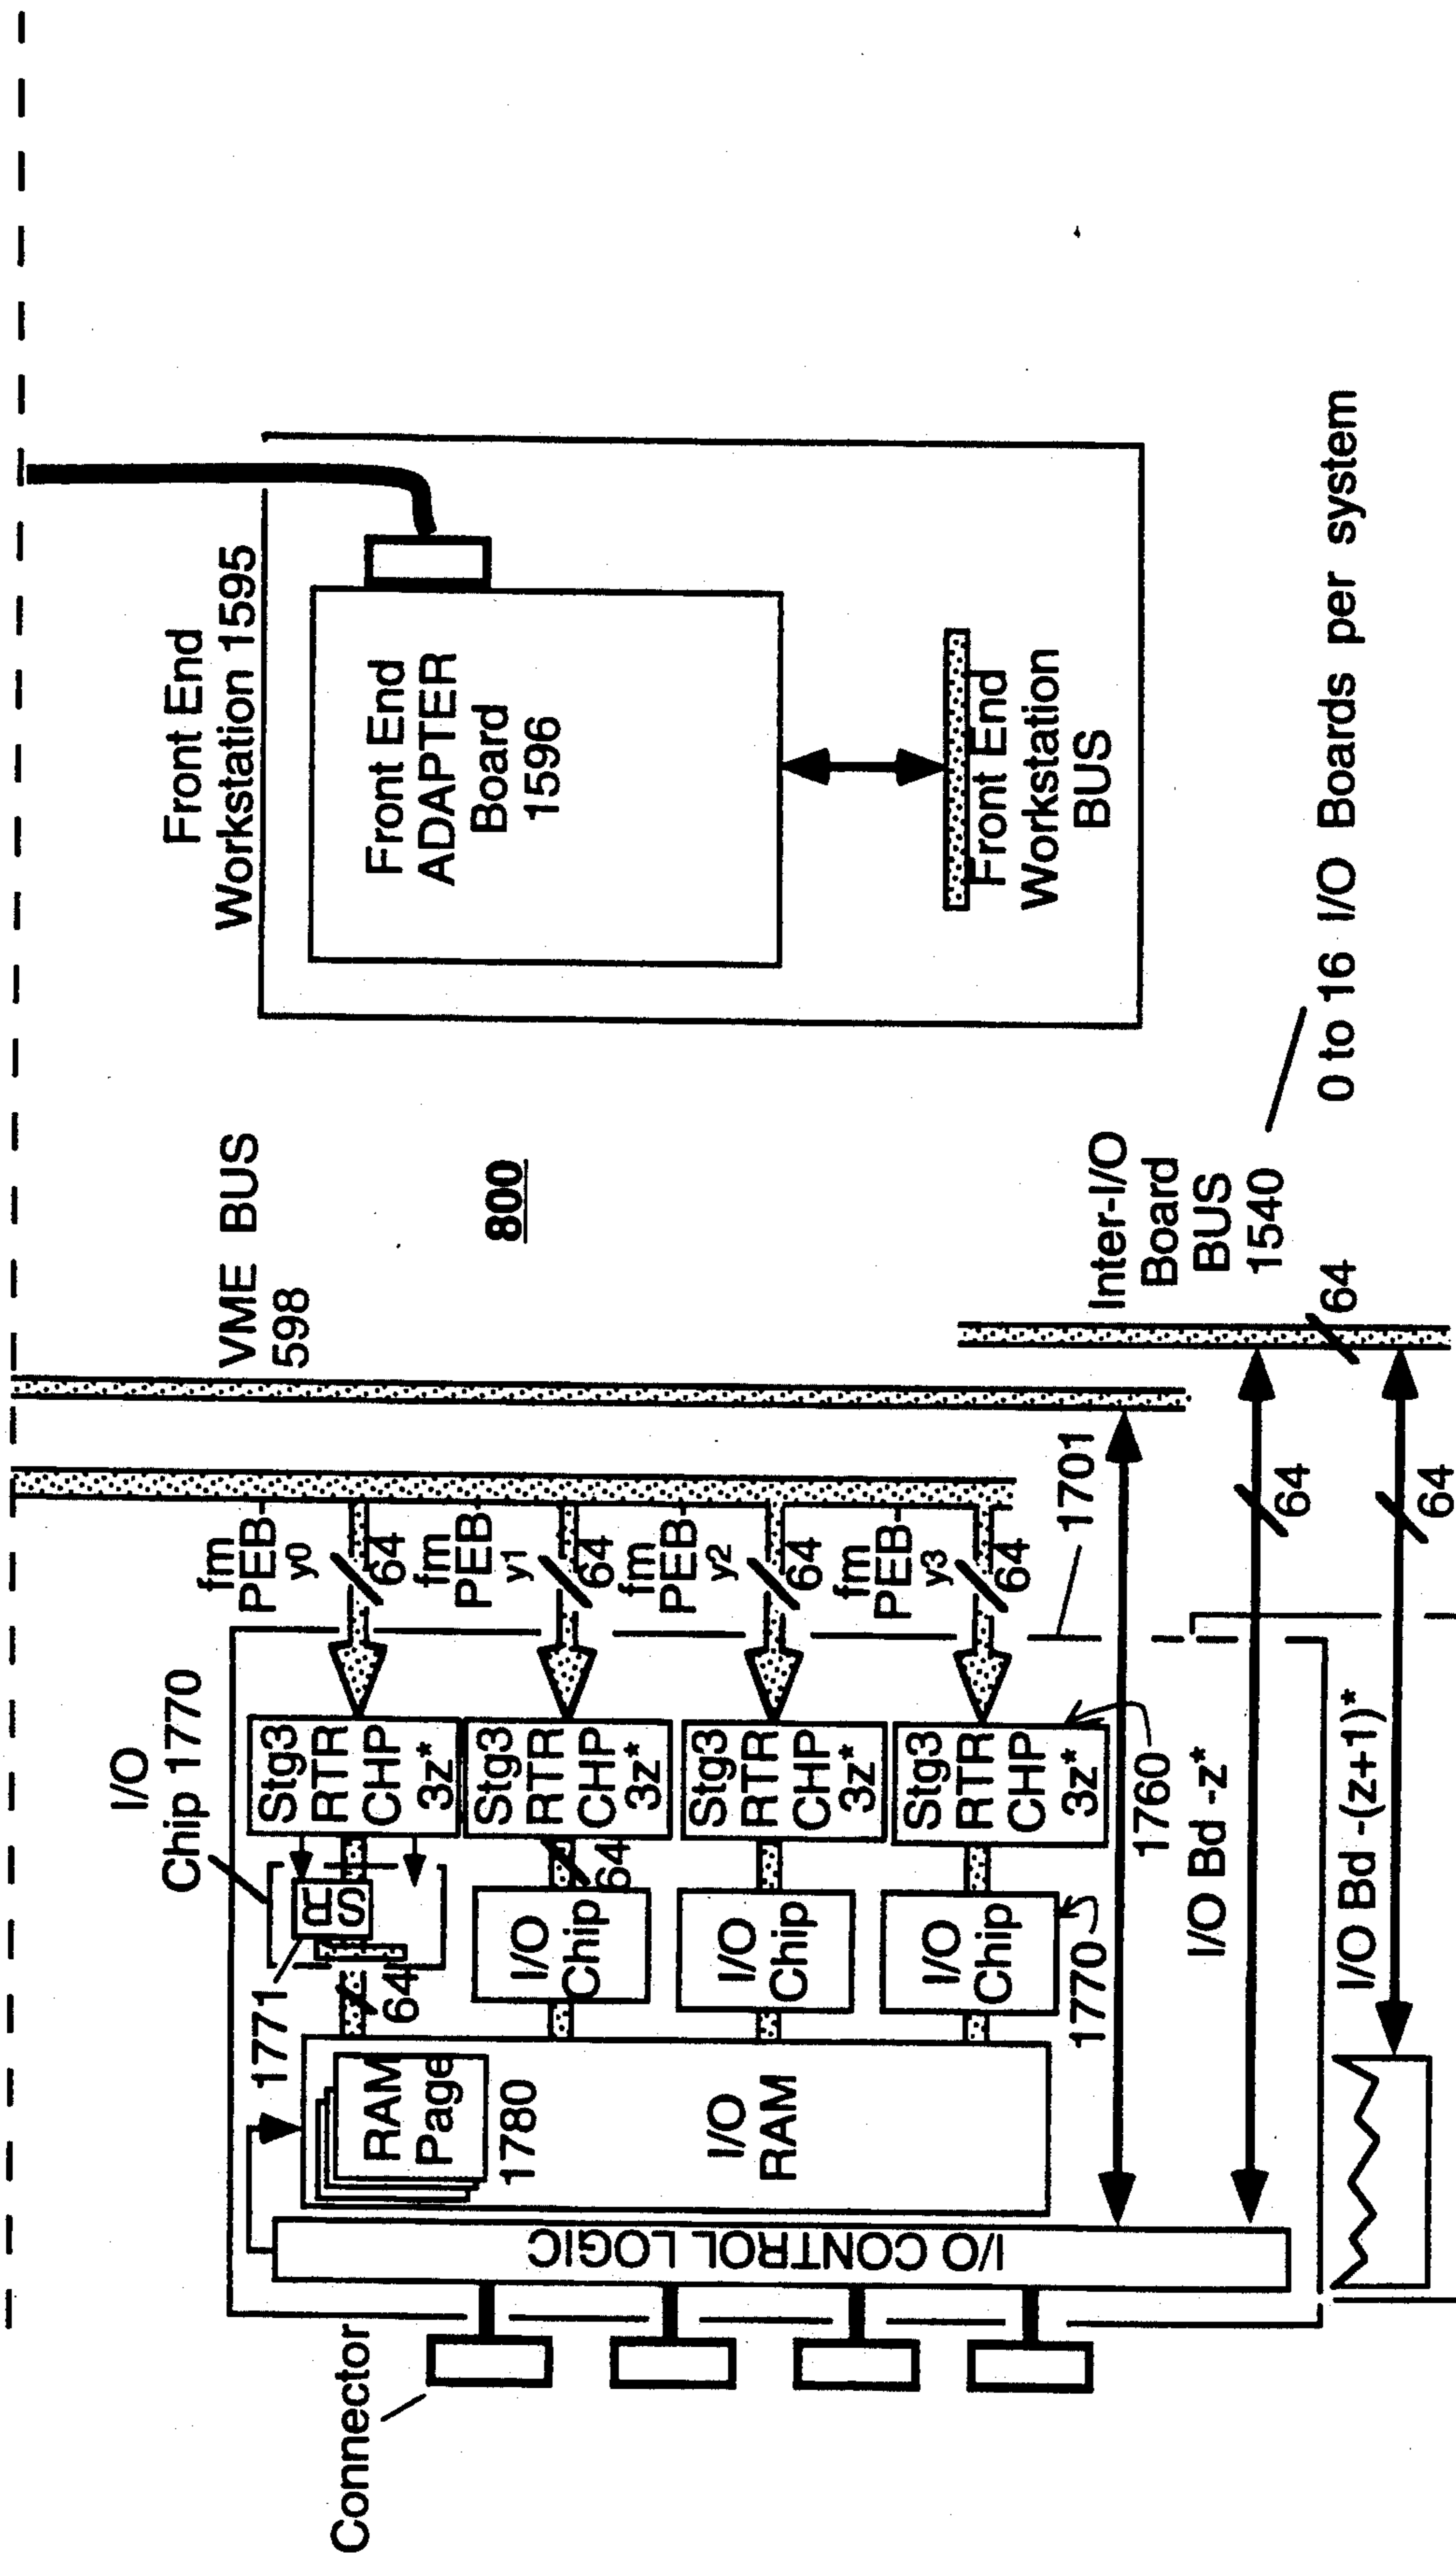 Connector
I/O
Chip 1770
1771
64
RAM
Page
1780
I/O
RAM
I/O CONTROL LOGIC
R
S
I/O
Chip
I/O
Chip
I/O
Chip
1770
64
Stg3
RTR
CHP
3z*
Stg3
RTR
CHP
3z*
Stg3
RTR
CHP
3z*
Stg3
RTR
CHP
3z*
1760
fm
PEB
y0
64
fm
PEB
y1
64
fm
PEB
y2
64
fm
PEB
y3
64
1701
I/O Bd -z*
64
I/O Bd -(z+1)*
64
VME BUS
598
800
Inter-I/O
Board
BUS
1540
64
0 to 16 I/O Boards per system
Front End
Workstation 1595
Front End
ADAPTER
Board
1596
Front End
Workstation
BUS